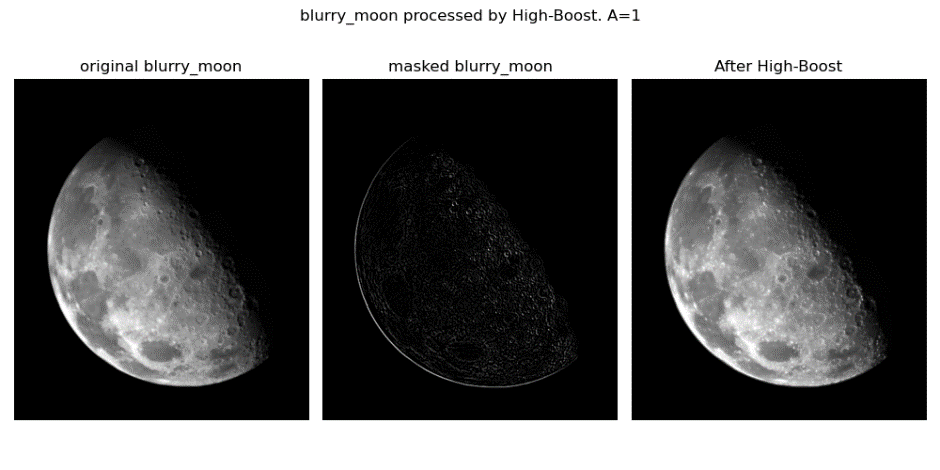 blurry_moon processed by High-Boost. A=1
original blurry_moon
masked blurry_moon
After High-Boost